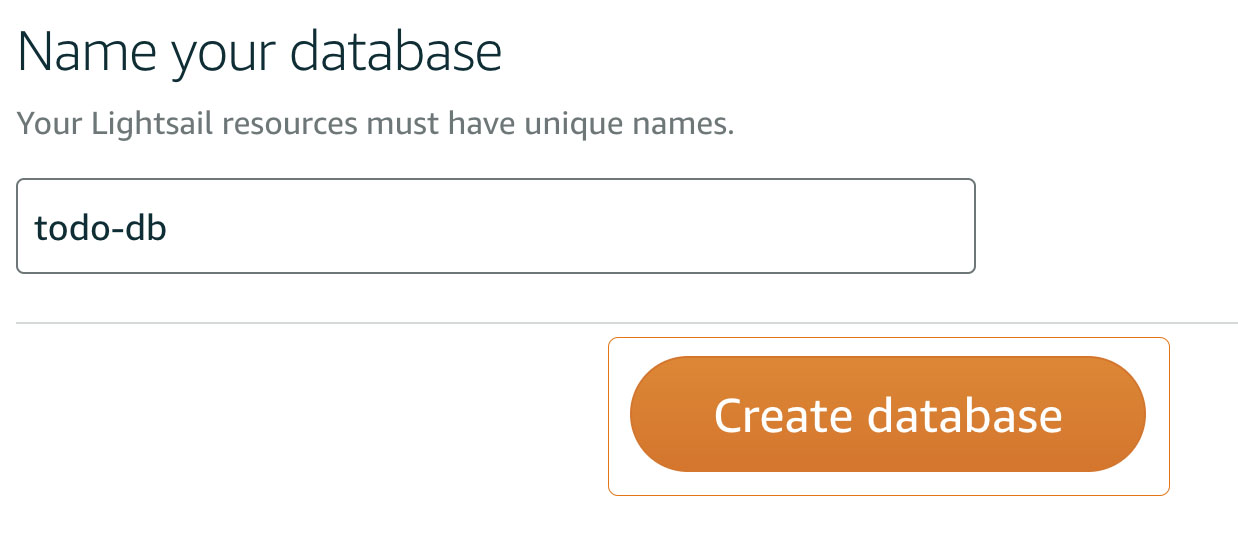 Name your database
Your Lightsail resources must have unique names.
todo-db
Create database